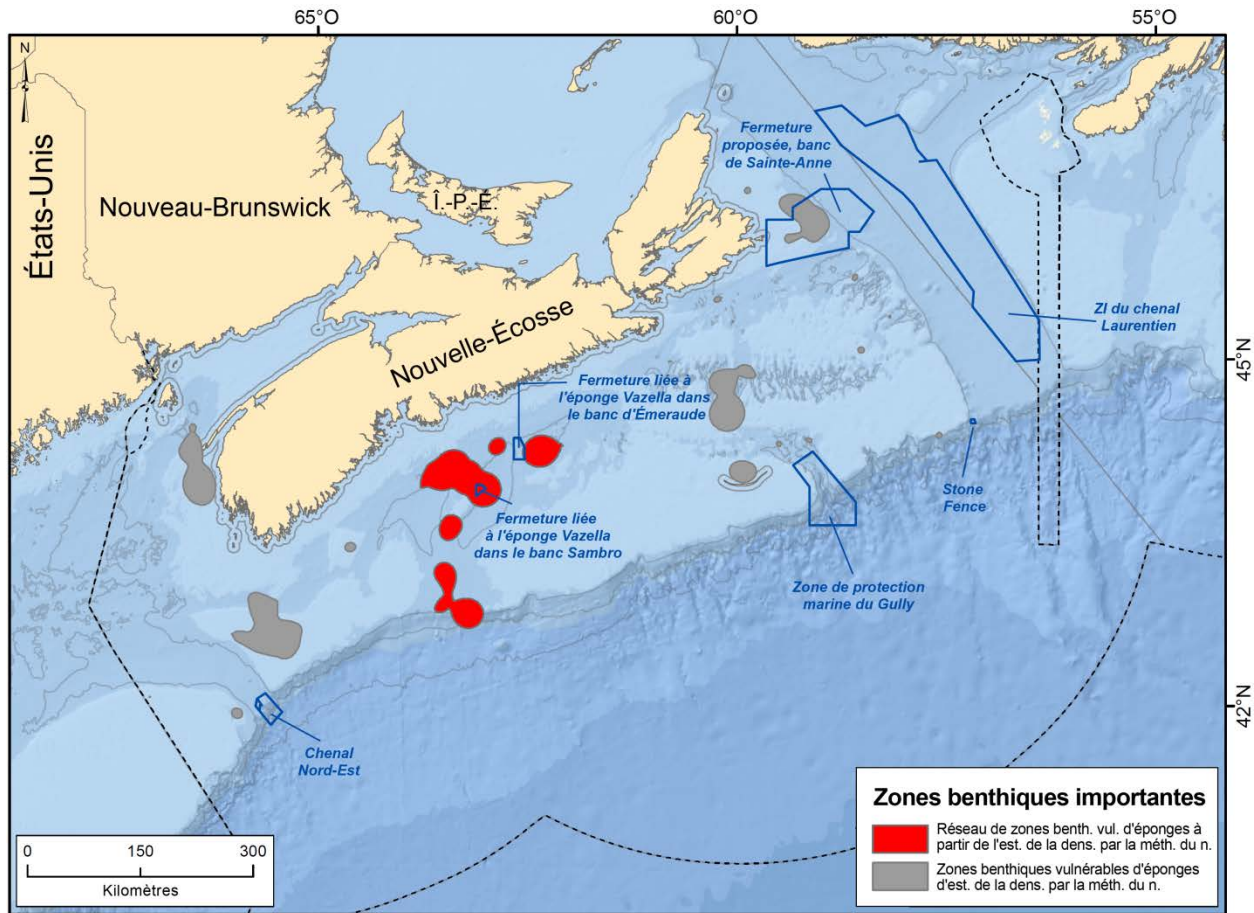 65°O
60°O
55°O
N
États-Unis
Nouveau-Brunswick
Î.-P.-É.
Nouvelle-Écosse
Fermeture
proposée, banc
de Sainte-Anne
ZI du chenal
Laurentien
45°N
Fermeture liée à
l'éponge Vazella dans
le banc d'Émeraude
Fermeture liée
à l'éponge Vazella
dans le banc Sambro
Stone
Fence
Zone de protection
marine du Gully
42°N
Chenal
Nord-Est
Zones benthiques importantes
Réseau de zones benth. vul. d'éponges à
partir de l'est. de la dens. par la méth. du n.
Zones benthiques vulnérables d'éponges
d'est. de la dens. par la méth. du n.
0 150 300
Kilomètres